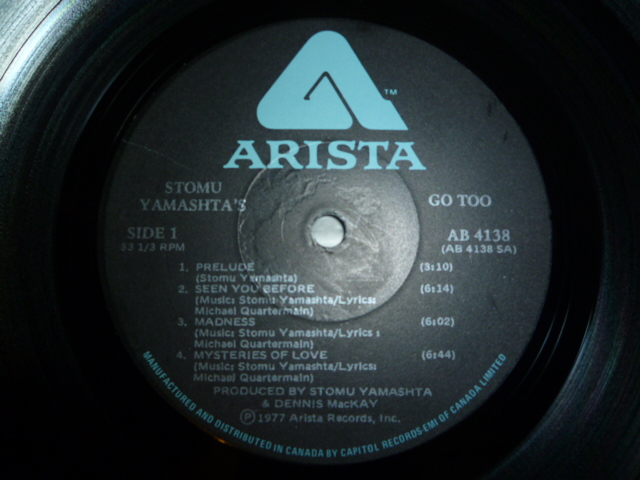 ™
ARISTA
STOMU
YAMASHTA'S
GO TOO
SIDE 1
33 1/3 RPM
AB 4138
(AB 4138 SA)
1. PRELUDE (3:10)
(Stomu Yamashta)
2. SEEN YOU BEFORE (6:14)
(Music: Stomu Yamashta/Lyrics:
Michael Quartermain)
3. MADNESS (6:02)
(Music: Stomu Yamashta/Lyrics:
Michael Quartermain)
4. MYSTERIES OF LOVE (6:44)
(Music: Stomu Yamashta/Lyrics:
Michael Quartermain)
PRODUCED BY STOMU YAMASHTA
& DENNIS MacKAY
Ⓟ 1977 Arista Records, Inc.
MANUFACTURED AND DISTRIBUTED IN CANADA BY CAPITOL RECORDS-EMI OF CANADA LIMITED